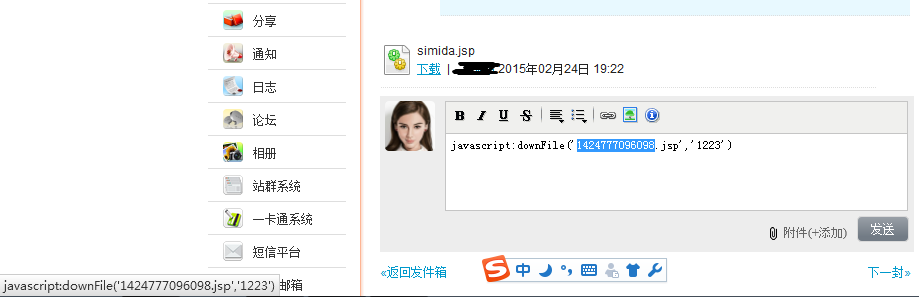 分享
通知
日志
论坛
相册
站群系统
一卡通系统
短信平台
邮箱
javascript:downFile('1424777096098.jsp','1223')
simida.jsp
下载 | 2015年02月24日 19:22
B I U S
javascript:downFile('1424777096098.jsp','1223')
附件(+添加) 发送
«返回发件箱
S 中
下一封»